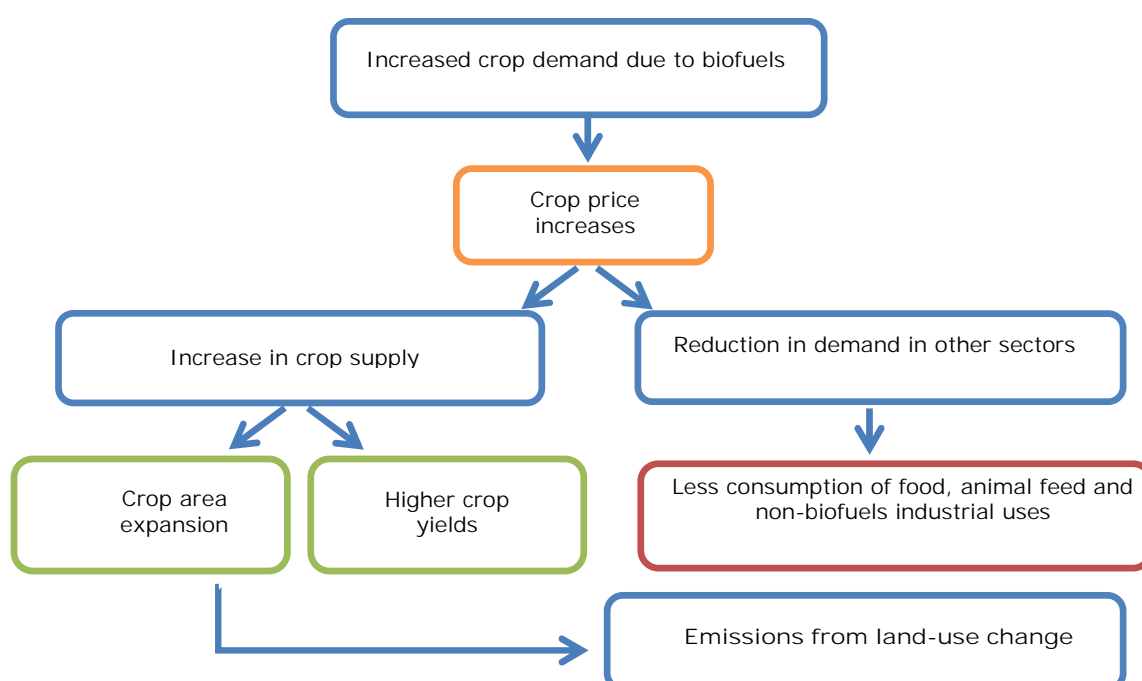 Increased crop demand due to biofuels
Crop price
increases
Increase in crop supply
Reduction in demand in other sectors
Crop area
expansion
Higher crop
yields
Less consumption of food, animal feed and
non-biofuels industrial uses
Emissions from land-use change